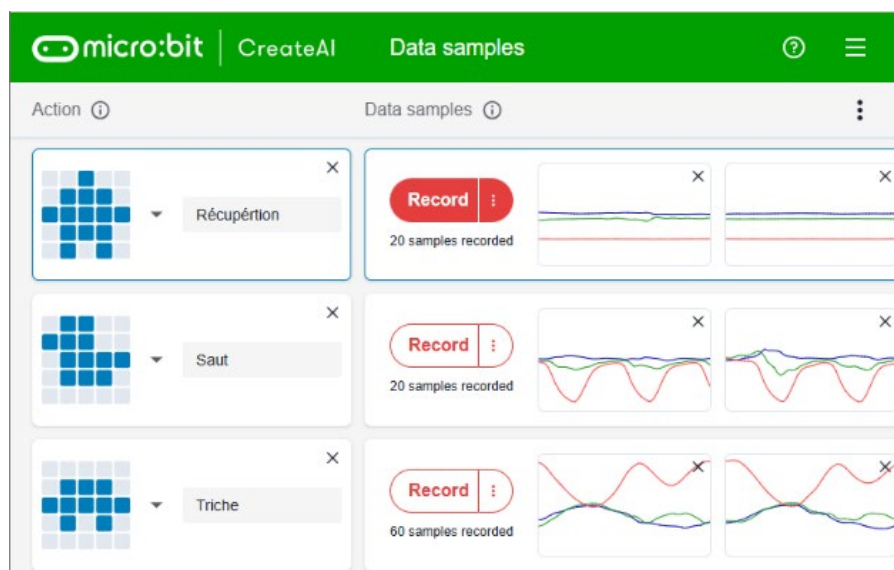 micro:bit CreateAI Data samples
Action Data samples
Récupértion
Record
20 samples recorded
Saut
Record
20 samples recorded
Triche
Record
60 samples recorded